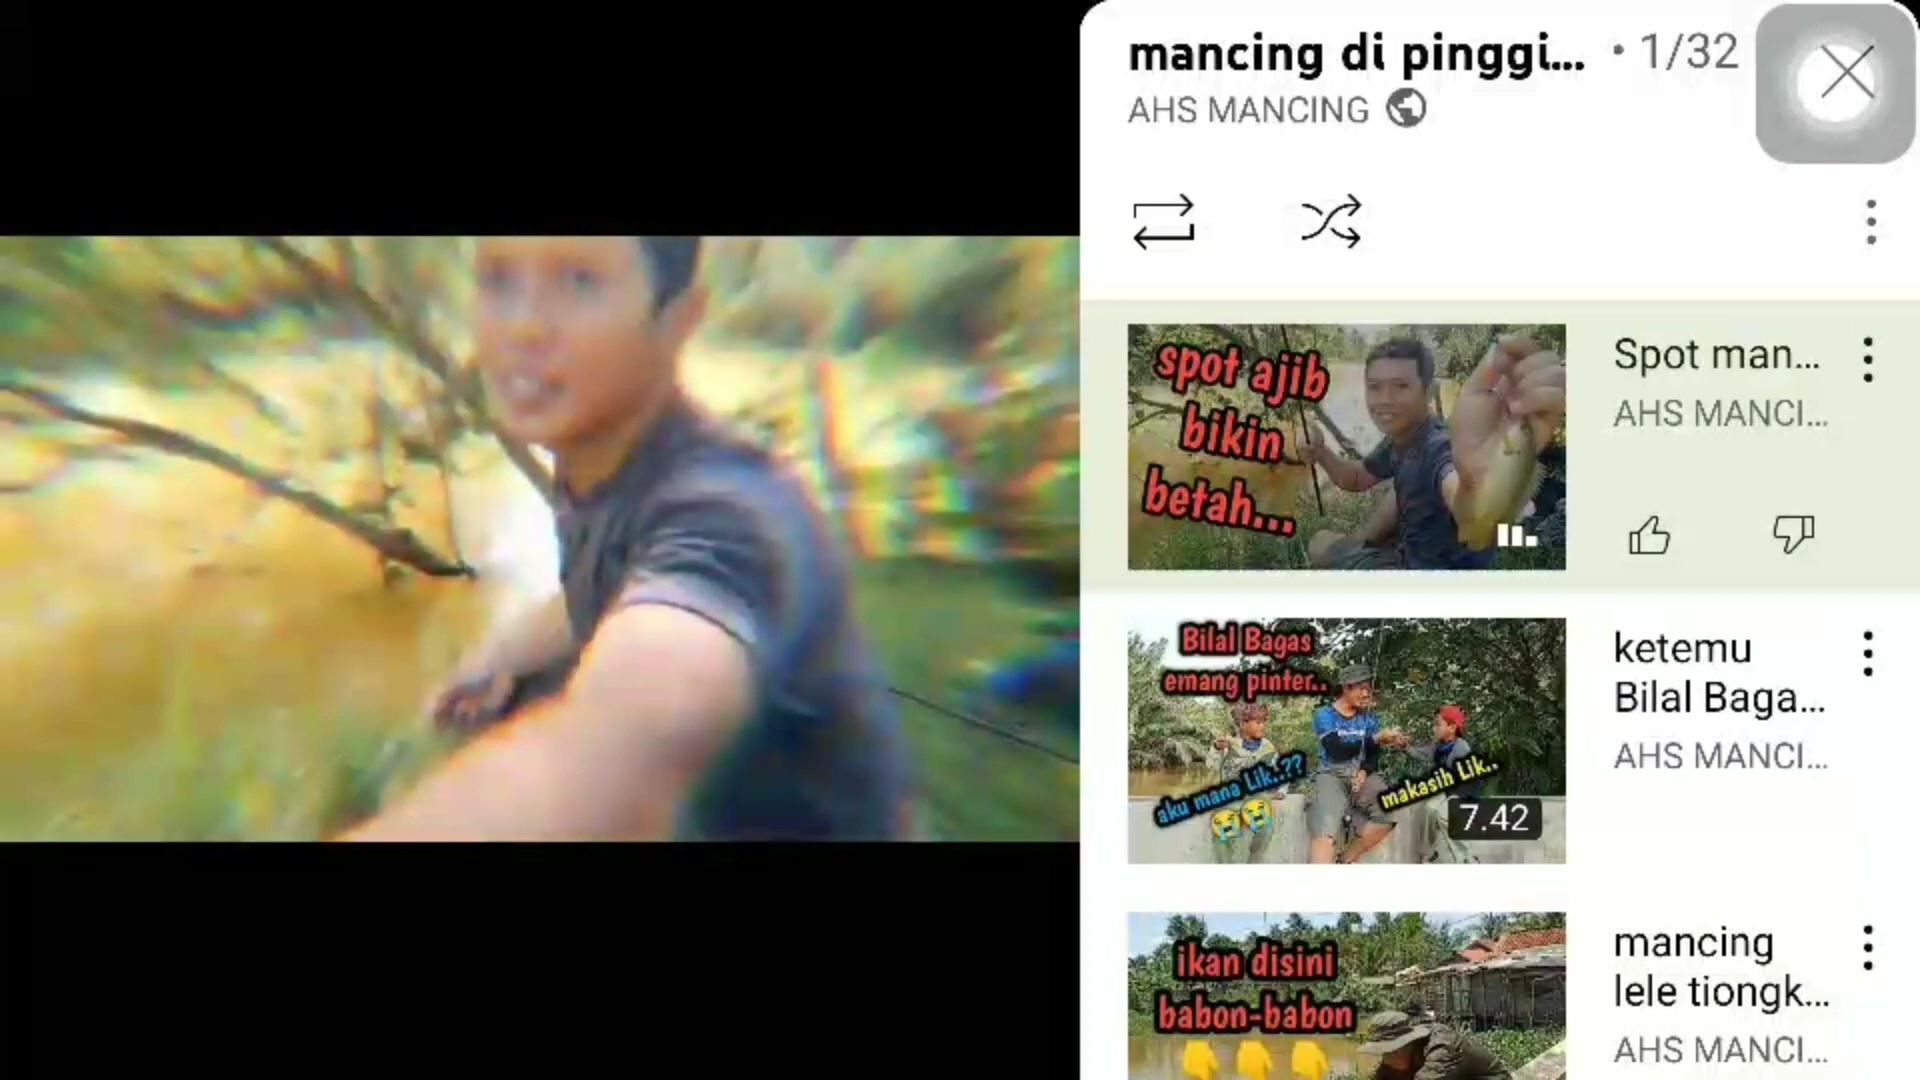 mancing di pinggi... • 1/32
AHS MANCING
spot ajib
bikin
betah...
Spot man...
AHS MANCI...
Bilal Bagas
emang pinter..
aku mana Lik.??
makasih Lik..
7.42
ketemu
Bilal Baga...
AHS MANCI...
ikan disini
babon-babon
mancing
lele tiongk...
AHS MANCI...